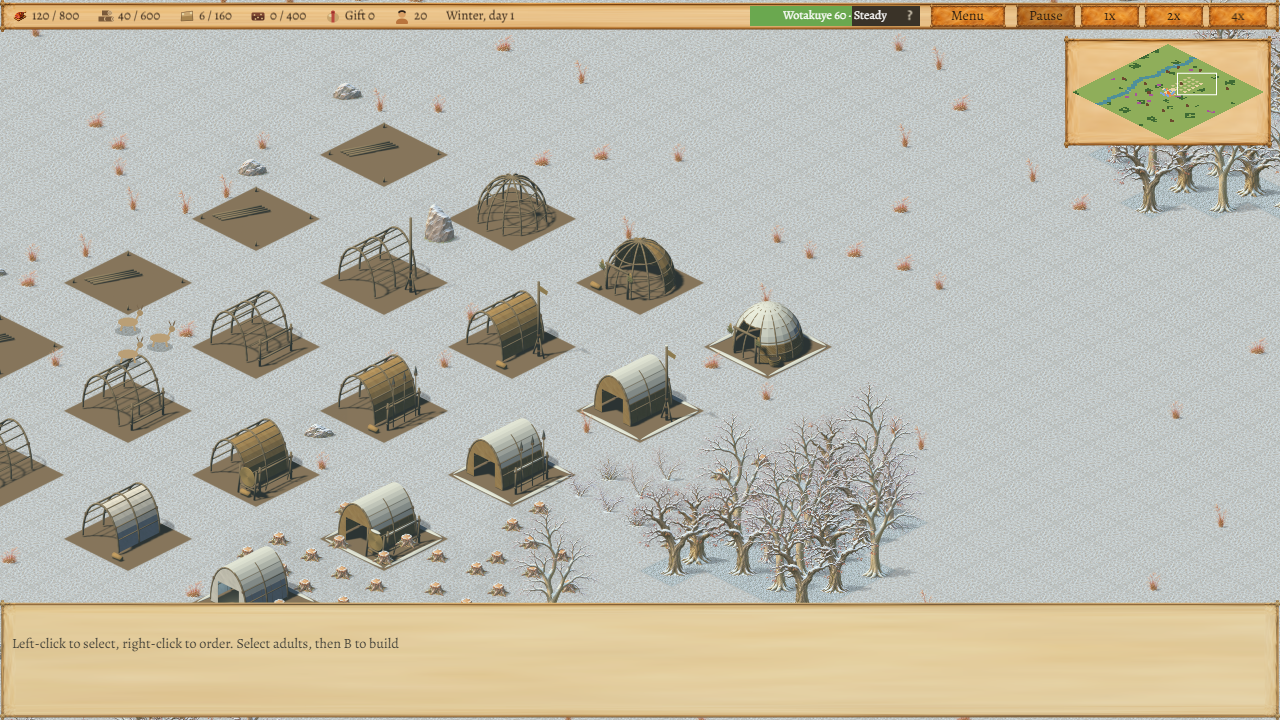 120 / 800 40 / 600 6 / 160 0 / 400 Gift 0 20 Winter, day 1 Wotakuye 60 - Steady ? Menu Pause 1x 2x 4x
Left-click to select, right-click to order. Select adults, then B to build